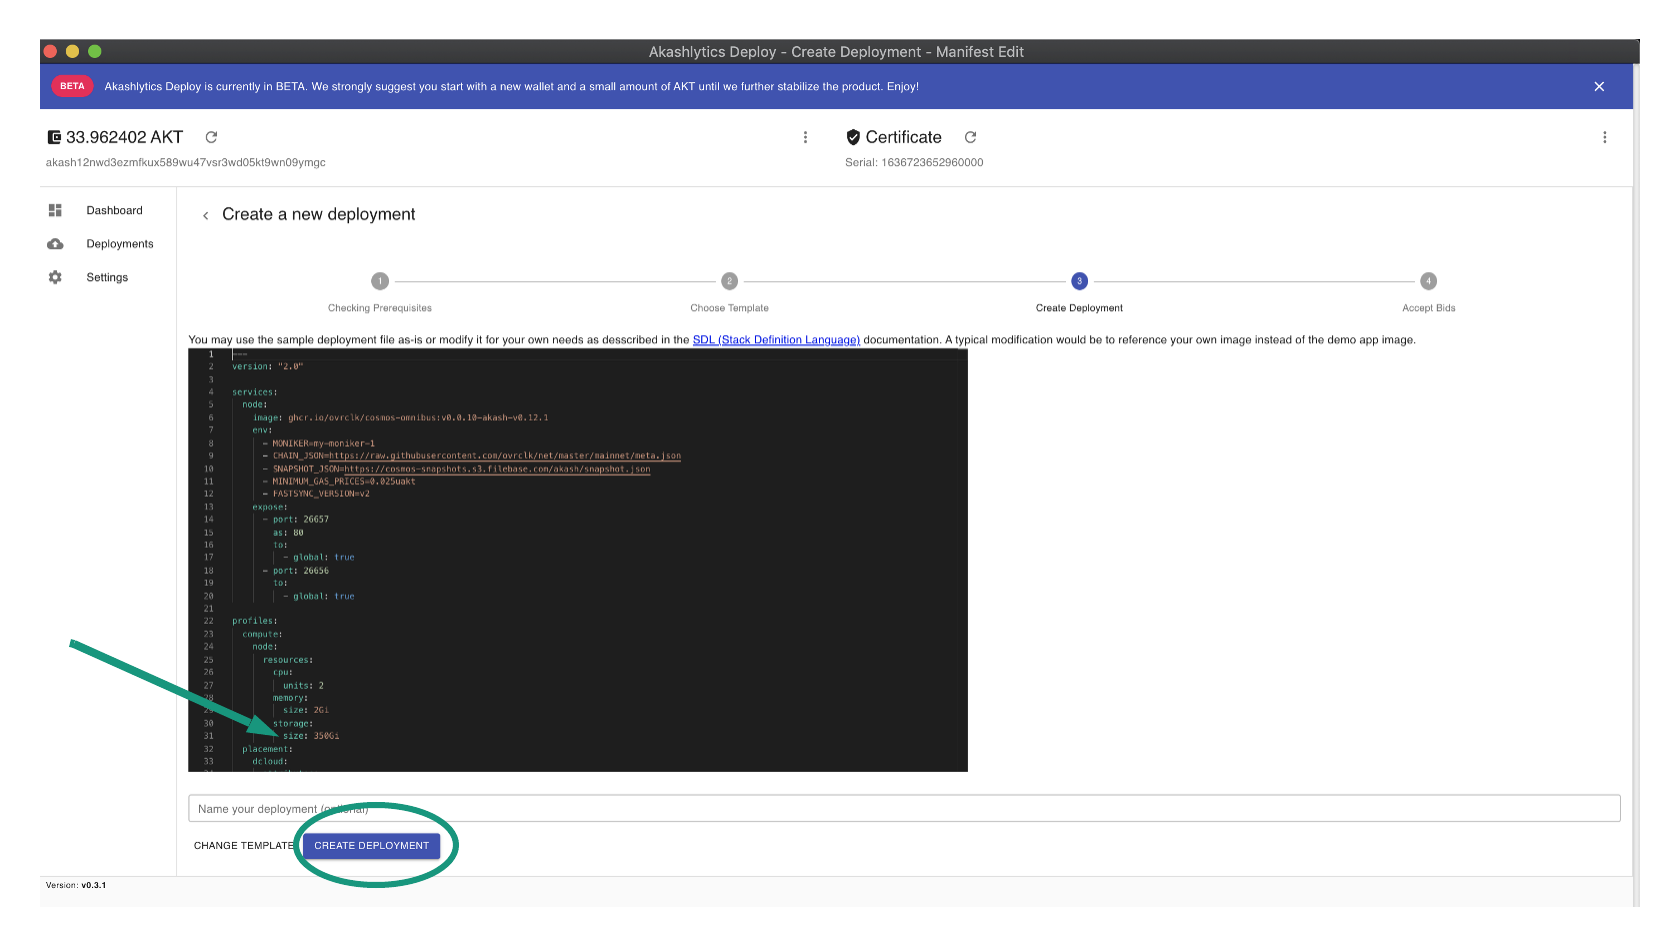 Akashlytics Deploy - Create Deployment - Manifest Edit
BETA Akashlytics Deploy is currently in BETA. We strongly suggest you start with a new wallet and a small amount of AKT until we further stabilize the product. Enjoy!
33.962402 AKT
akash12nwd3ezmfkux589wu47vsr3wd05kt9wn09ymgc
Certificate
Serial: 1636723652960000
Dashboard
Deployments
Settings
Create a new deployment
1 2 3 4
Checking Prerequisites Choose Template Create Deployment Accept Bids
You may use the sample deployment file as-is or modify it for your own needs as desscribed in the SDL (Stack Definition Language) documentation. A typical modification would be to reference your own image instead of the demo app image.
1 ---
2 version: "2.0"
3
4 services:
5 node:
6 image: ghcr.io/ovrclk/cosmos-omnibus:v0.0.10-akash-v0.12.1
7 env:
8 - MONIKER=my-moniker-1
9 - CHAIN_JSON=https://raw.githubusercontent.com/ovrclk/net/master/mainnet/meta.json
10 - SNAPSHOT_JSON=https://cosmos-snapshots.s3.filebase.com/akash/snapshot.json
11 - MINIMUM_GAS_PRICES=0.025uakt
12 - FASTSYNC_VERSION=v2
13 expose:
14 - port: 26657
15 as: 80
16 to:
17 - global: true
18 - port: 26656
19 to:
20 - global: true
21
22 profiles:
23 compute:
24 node:
25 resources:
26 cpu:
27 units: 2
28 memory:
29 size: 2Gi
30 storage:
31 size: 350Gi
32 placement:
33 dcloud:
Name your deployment (optional)
CHANGE TEMPLATE CREATE DEPLOYMENT
Version: v0.3.1